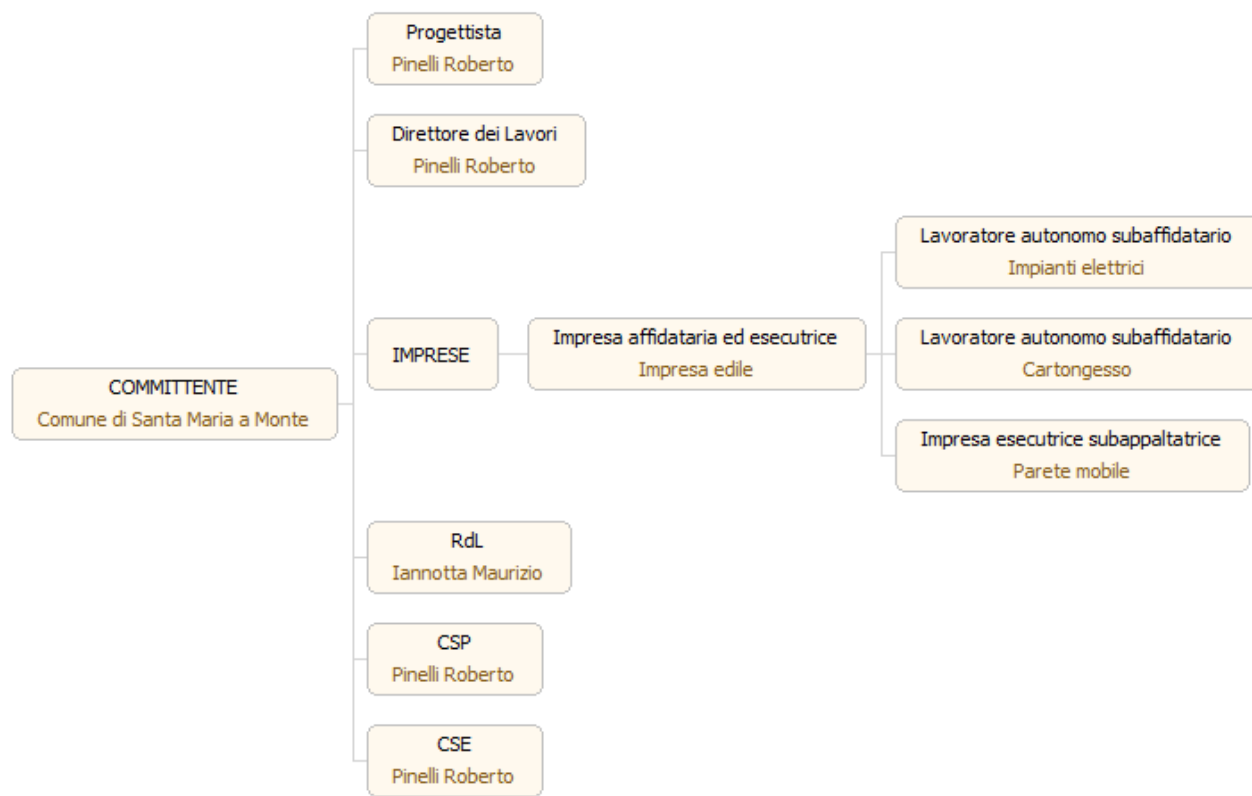 Progettista
Pinelli Roberto
Direttore dei Lavori
Pinelli Roberto
Lavoratore autonomo subaffidatario
Impianti elettrici
IMPRESE
Impresa affidataria ed esecutrice
Impresa edile
Lavoratore autonomo subaffidatario
Cartongesso
COMMITTENTE
Comune di Santa Maria a Monte
Impresa esecutrice subappaltatrice
Parete mobile
RdL
Iannotta Maurizio
CSP
Pinelli Roberto
CSE
Pinelli Roberto